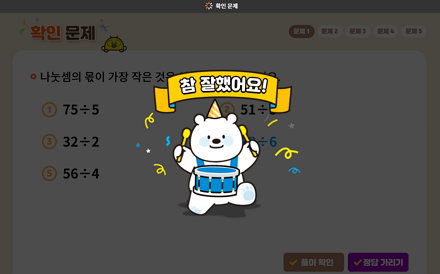 확인 문제
확인 문제
문제 1 문제 2 문제 3 문제 4 문제 5
참 잘했어요!
나눗셈의 몫이 가장 작은 것은
1 75÷5
2 51÷
3 32÷2
÷6
5 56÷4
풀이 확인
정답 가리기